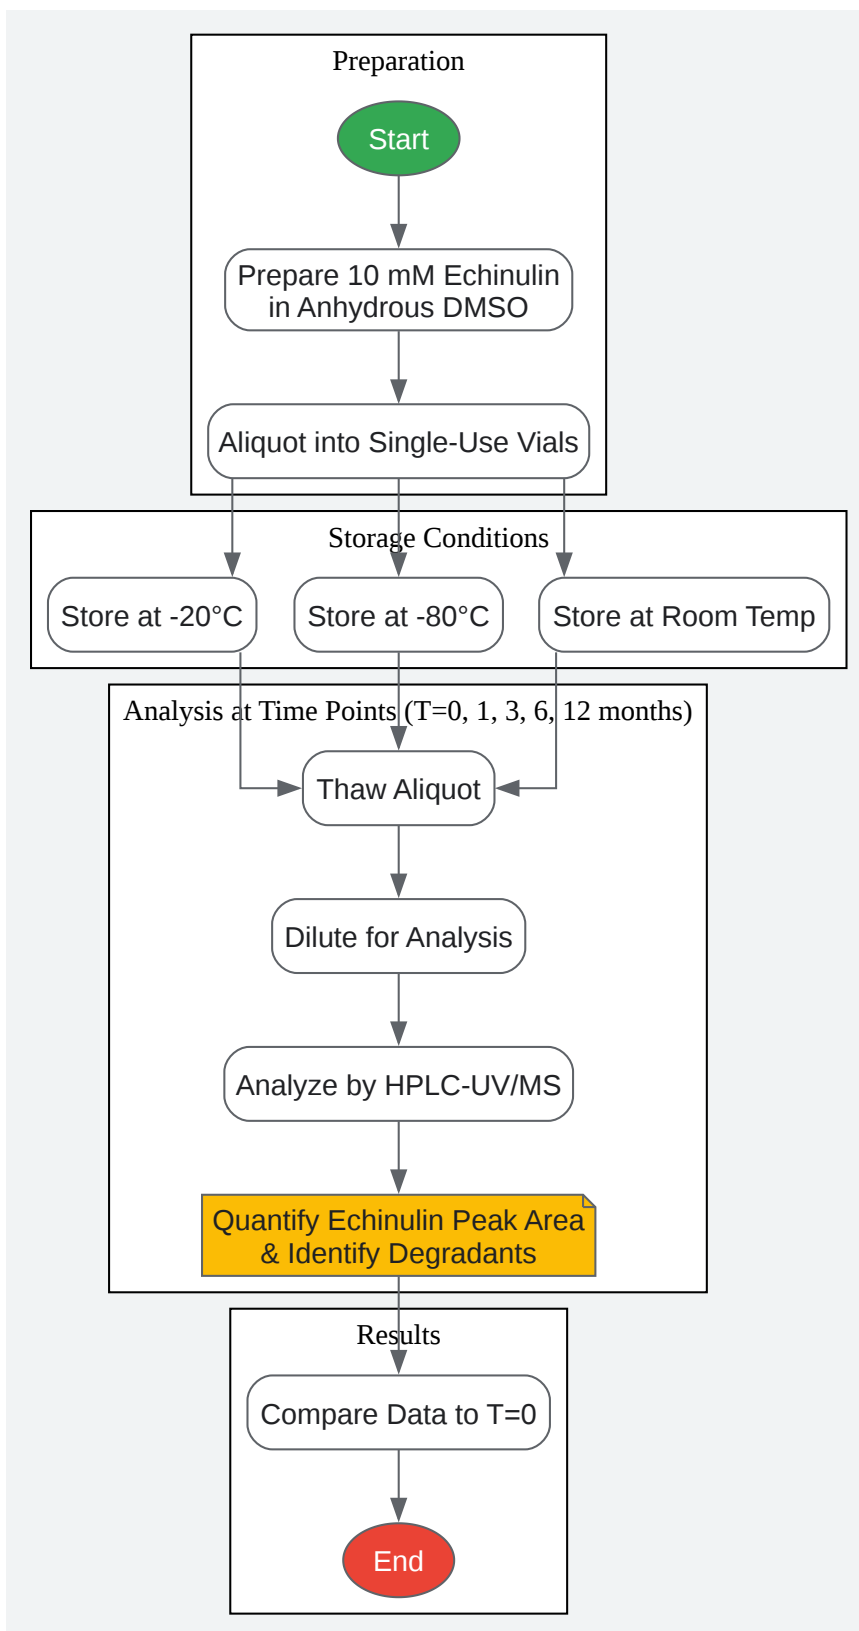 Preparation
Start
Prepare 10 mM Echinulin
in Anhydrous DMSO
Aliquot into Single-Use Vials
Storage Conditions
Store at -20°C
Store at -80°C
Store at Room Temp
Analysis at Time Points (T=0, 1, 3, 6, 12 months)
Thaw Aliquot
Dilute for Analysis
Analyze by HPLC-UV/MS
Quantify Echinulin Peak Area
& Identify Degradants
Results
Compare Data to T=0
End